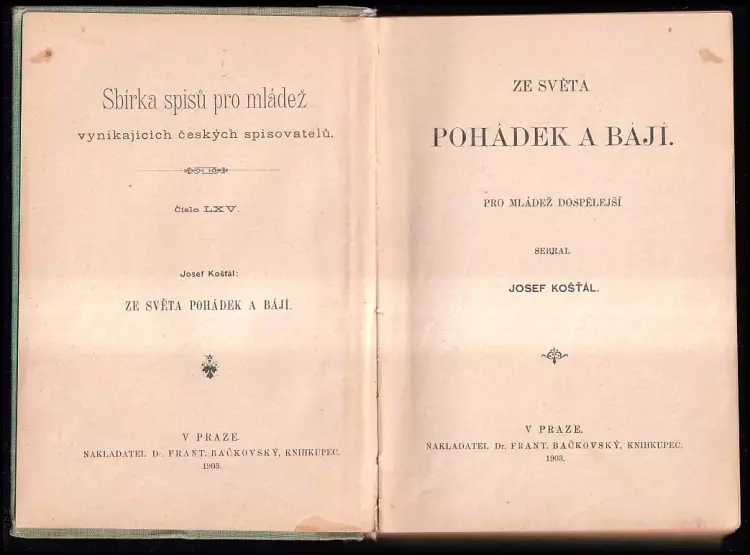 Sbírka spisů pro mládež
vynikajících českých spisovatelů.
Číslo LXV.
Josef Košťál:
ZE SVĚTA POHÁDEK A BÁJÍ.
V PRAZE.
NAKLADATEL Dr. FRANT. BAČKOVSKÝ, KNIHKUPEC.
1903.
ZE SVĚTA
POHÁDEK A BÁJÍ.
PRO MLÁDEŽ DOSPĚLEJŠÍ
SEBRAL
JOSEF KOŠŤÁL.
V PRAZE.
NAKLADATEL Dr. FRANT. BAČKOVSKÝ, KNIHKUPEC.
1903.